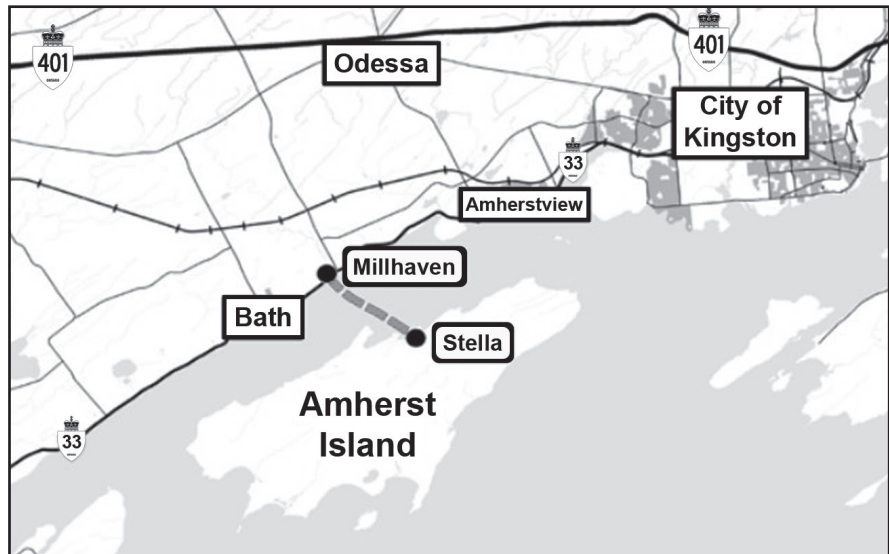 401
Odessa
401
City of
Kingston
33
Amherstview
Millhaven
Bath
Stella
Amherst
Island
33